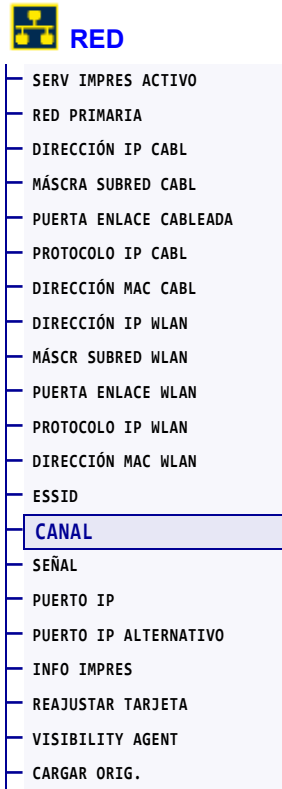 RED
SERV IMPRES ACTIVO
RED PRIMARIA
DIRECCIÓN IP CABL
MÁSCRA SUBRED CABL
PUERTA ENLACE CABLEADA
PROTOCOLO IP CABL
DIRECCIÓN MAC CABL
DIRECCIÓN IP WLAN
MÁSCR SUBRED WLAN
PUERTA ENLACE WLAN
PROTOCOLO IP WLAN
DIRECCIÓN MAC WLAN
ESSID
CANAL
SEÑAL
PUERTO IP
PUERTO IP ALTERNATIVO
INFO IMPRES
REAJUSTAR TARJETA
VISIBILITY AGENT
CARGAR ORIG.